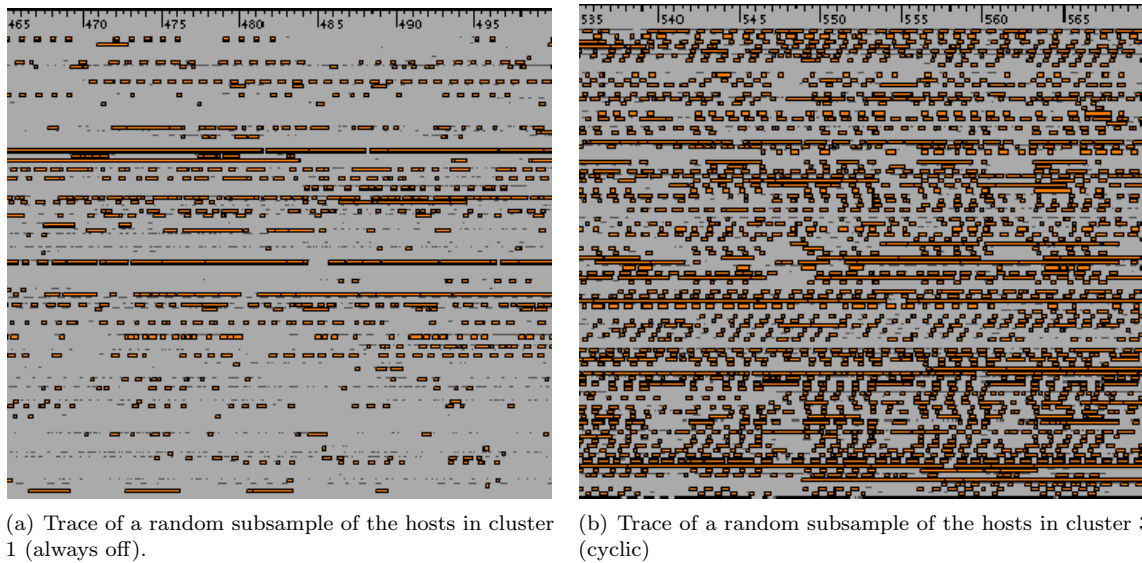 465 470 475 480 485 490 495
535 540 545 550 555 560 565
(a) Trace of a random subsample of the hosts in cluster
1 (always off).
(b) Trace of a random subsample of the hosts in cluster 3
(cyclic)